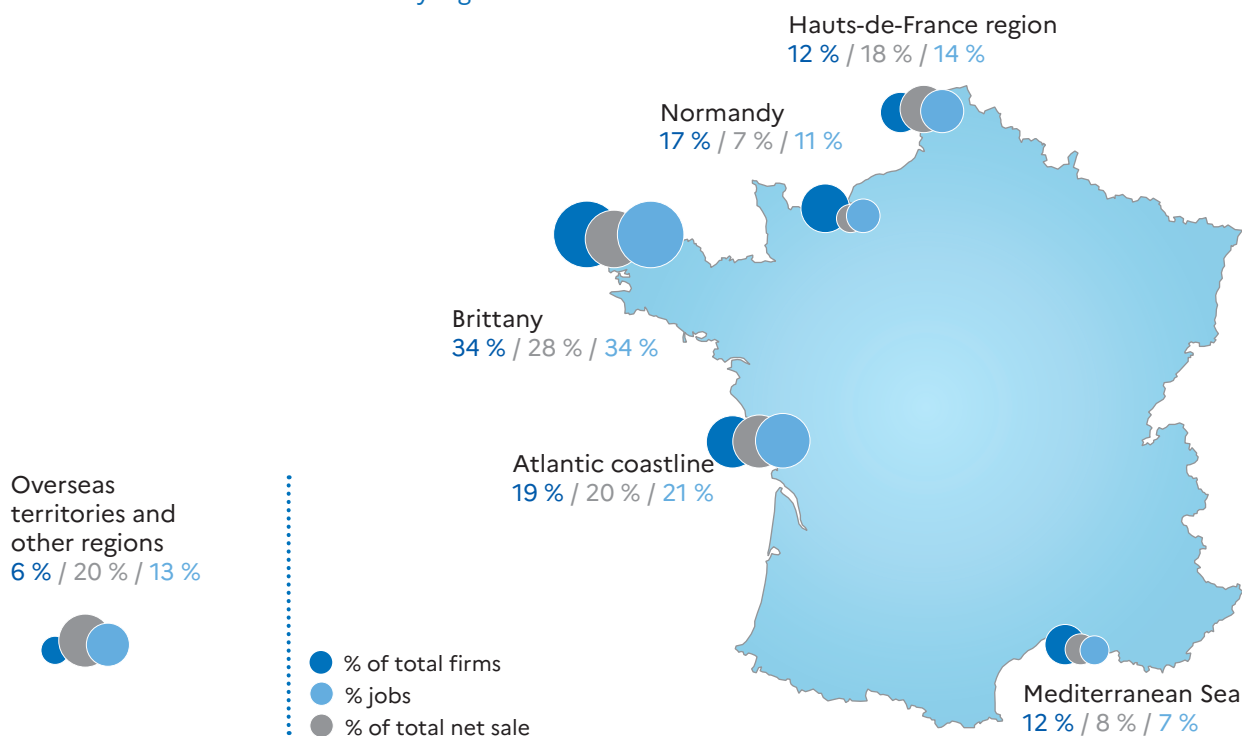 Hauts-de-France region
12 % / 18 % / 14 %
Normandy
17 % / 7 % / 11 %
Brittany
34 % / 28 % / 34 %
Atlantic coastline
19 % / 20 % / 21 %
Overseas
territories and
other regions
6 % / 20 % / 13 %
% of total firms
% jobs
% of total net sale
Mediterranean Sea
12 % / 8 % / 7 %